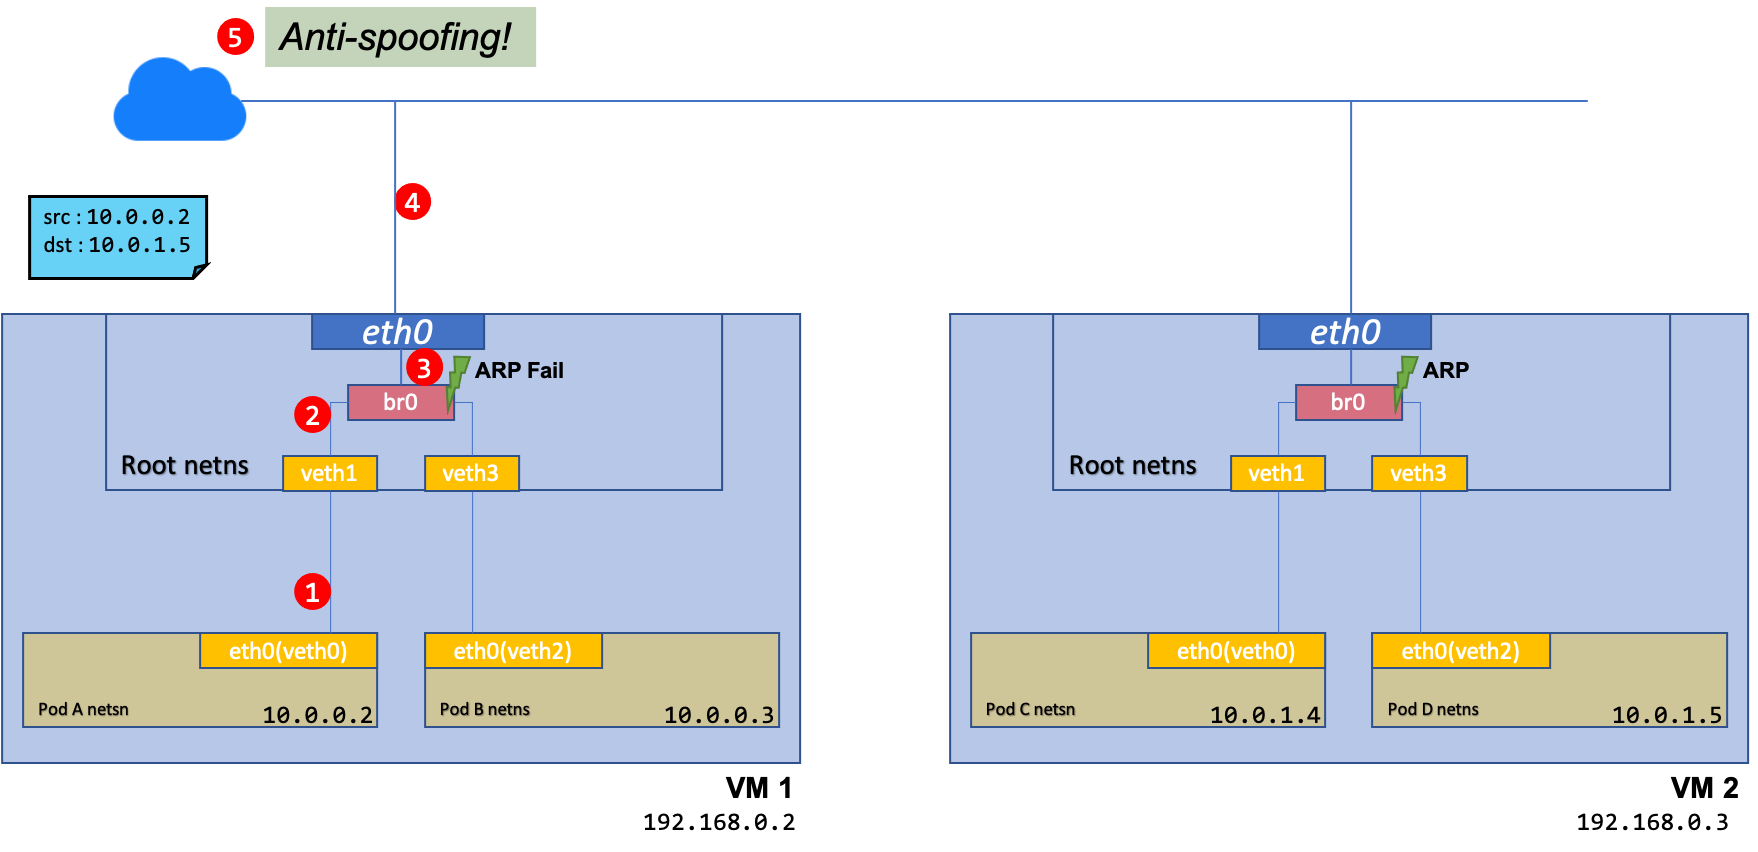 5 Anti-spoofing!
4
src : 10.0.0.2
dst : 10.0.1.5
eth0
3 ARP Fail
2 br0
Root netns
veth1
veth3
1
eth0(veth0)
eth0(veth2)
Pod A netsn
10.0.0.2
Pod B netns
10.0.0.3
VM 1
192.168.0.2
eth0
ARP
br0
Root netns
veth1
veth3
eth0(veth0)
eth0(veth2)
Pod C netsn
10.0.1.4
Pod D netns
10.0.1.5
VM 2
192.168.0.3